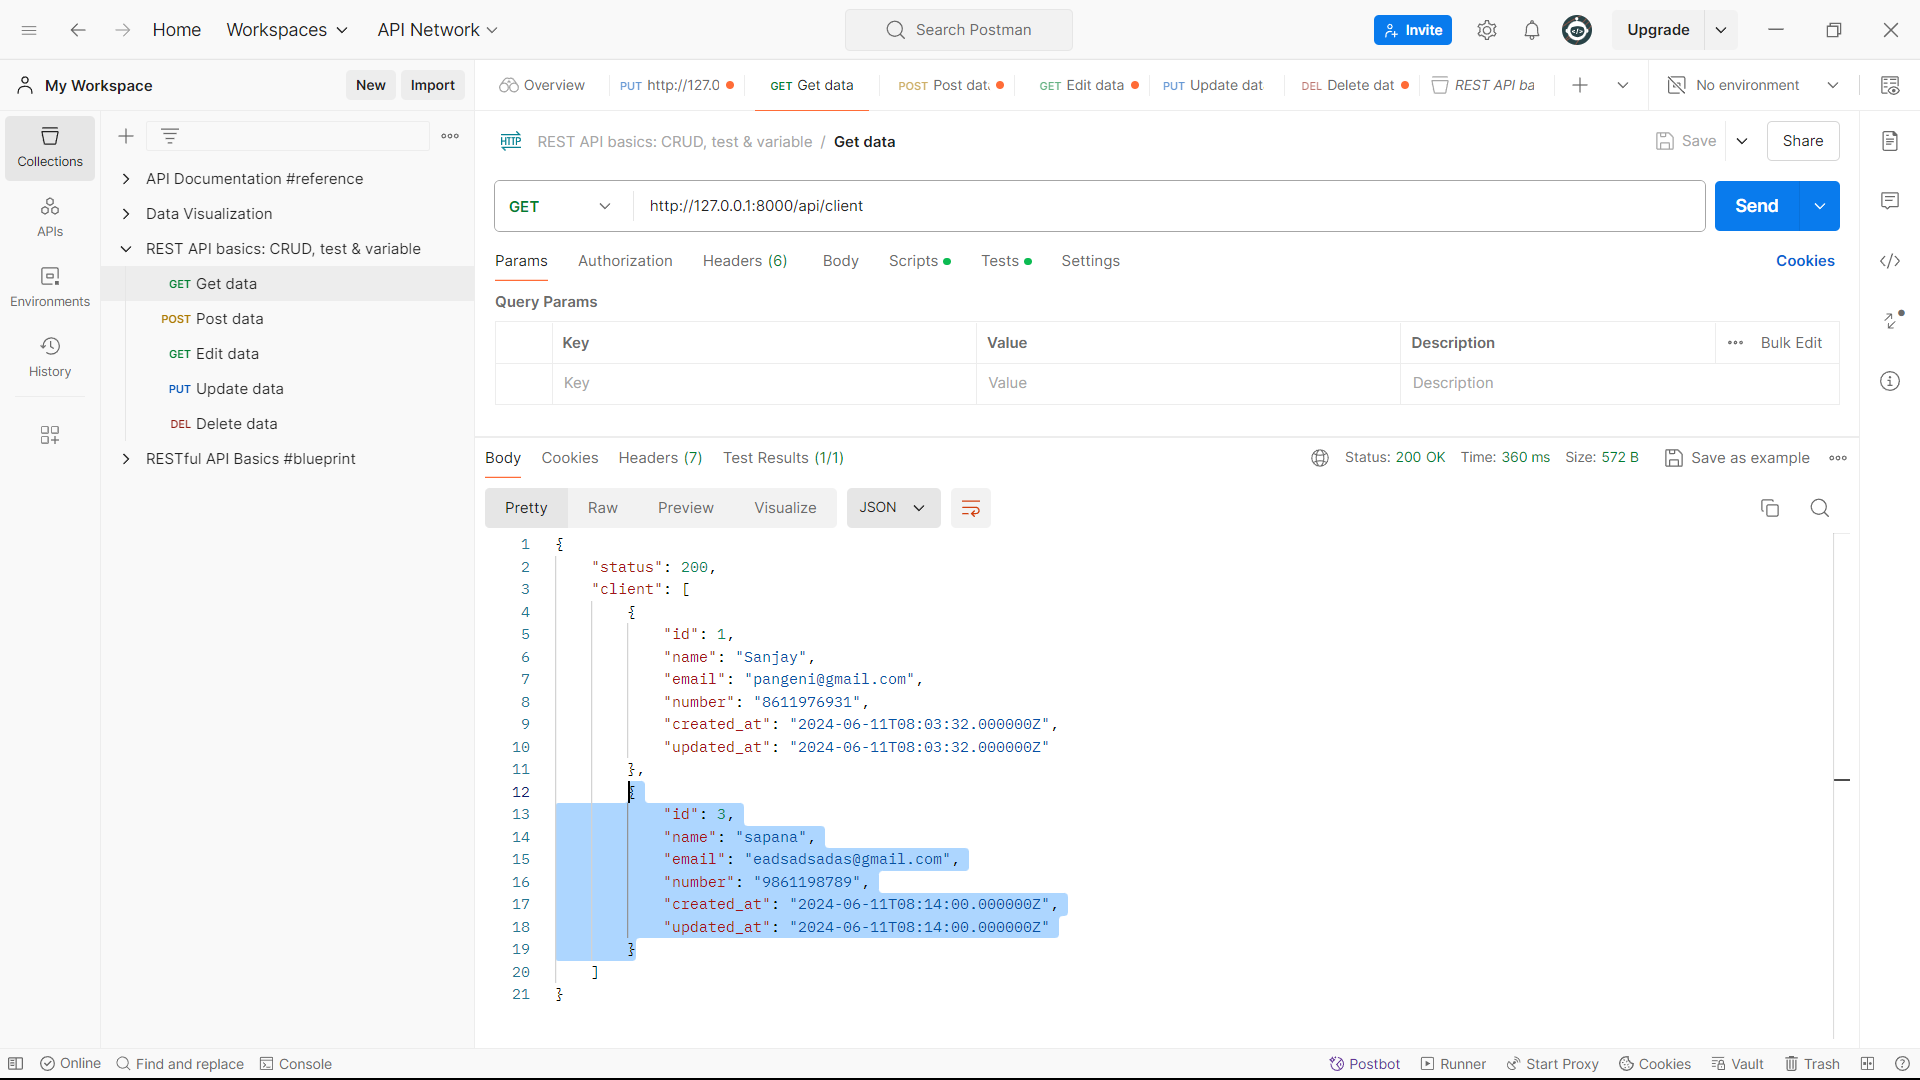 Home Workspaces API Network Search Postman Invite Upgrade
My Workspace New Import Overview PUT http://127.0 GET Get data POST Post dat GET Edit data PUT Update dat DEL Delete dat REST API ba No environment
REST API basics: CRUD, test & variable / Get data Save Share
Collections
APIs
Environments
History
API Documentation #reference
Data Visualization
REST API basics: CRUD, test & variable
GET Get data
POST Post data
GET Edit data
PUT Update data
DEL Delete data
RESTful API Basics #blueprint
GET http://127.0.0.1:8000/api/client Send
Params Authorization Headers (6) Body Scripts Tests Settings Cookies
Query Params
Key Value Description Bulk Edit
Key Value Description
Body Cookies Headers (7) Test Results (1/1) Status: 200 OK Time: 360 ms Size: 572 B Save as example
Pretty Raw Preview Visualize JSON
1 {
2 "status": 200,
3 "client": [
4 {
5 "id": 1,
6 "name": "Sanjay",
7 "email": "pangeni@gmail.com",
8 "number": "8611976931",
9 "created_at": "2024-06-11T08:03:32.000000Z",
10 "updated_at": "2024-06-11T08:03:32.000000Z"
11 },
12 {
13 "id": 3,
14 "name": "sapana",
15 "email": "eadsadsadas@gmail.com",
16 "number": "9861198789",
17 "created_at": "2024-06-11T08:14:00.000000Z",
18 "updated_at": "2024-06-11T08:14:00.000000Z"
19 }
20 ]
21 }
Online Find and replace Console Postbot Runner Start Proxy Cookies Vault Trash